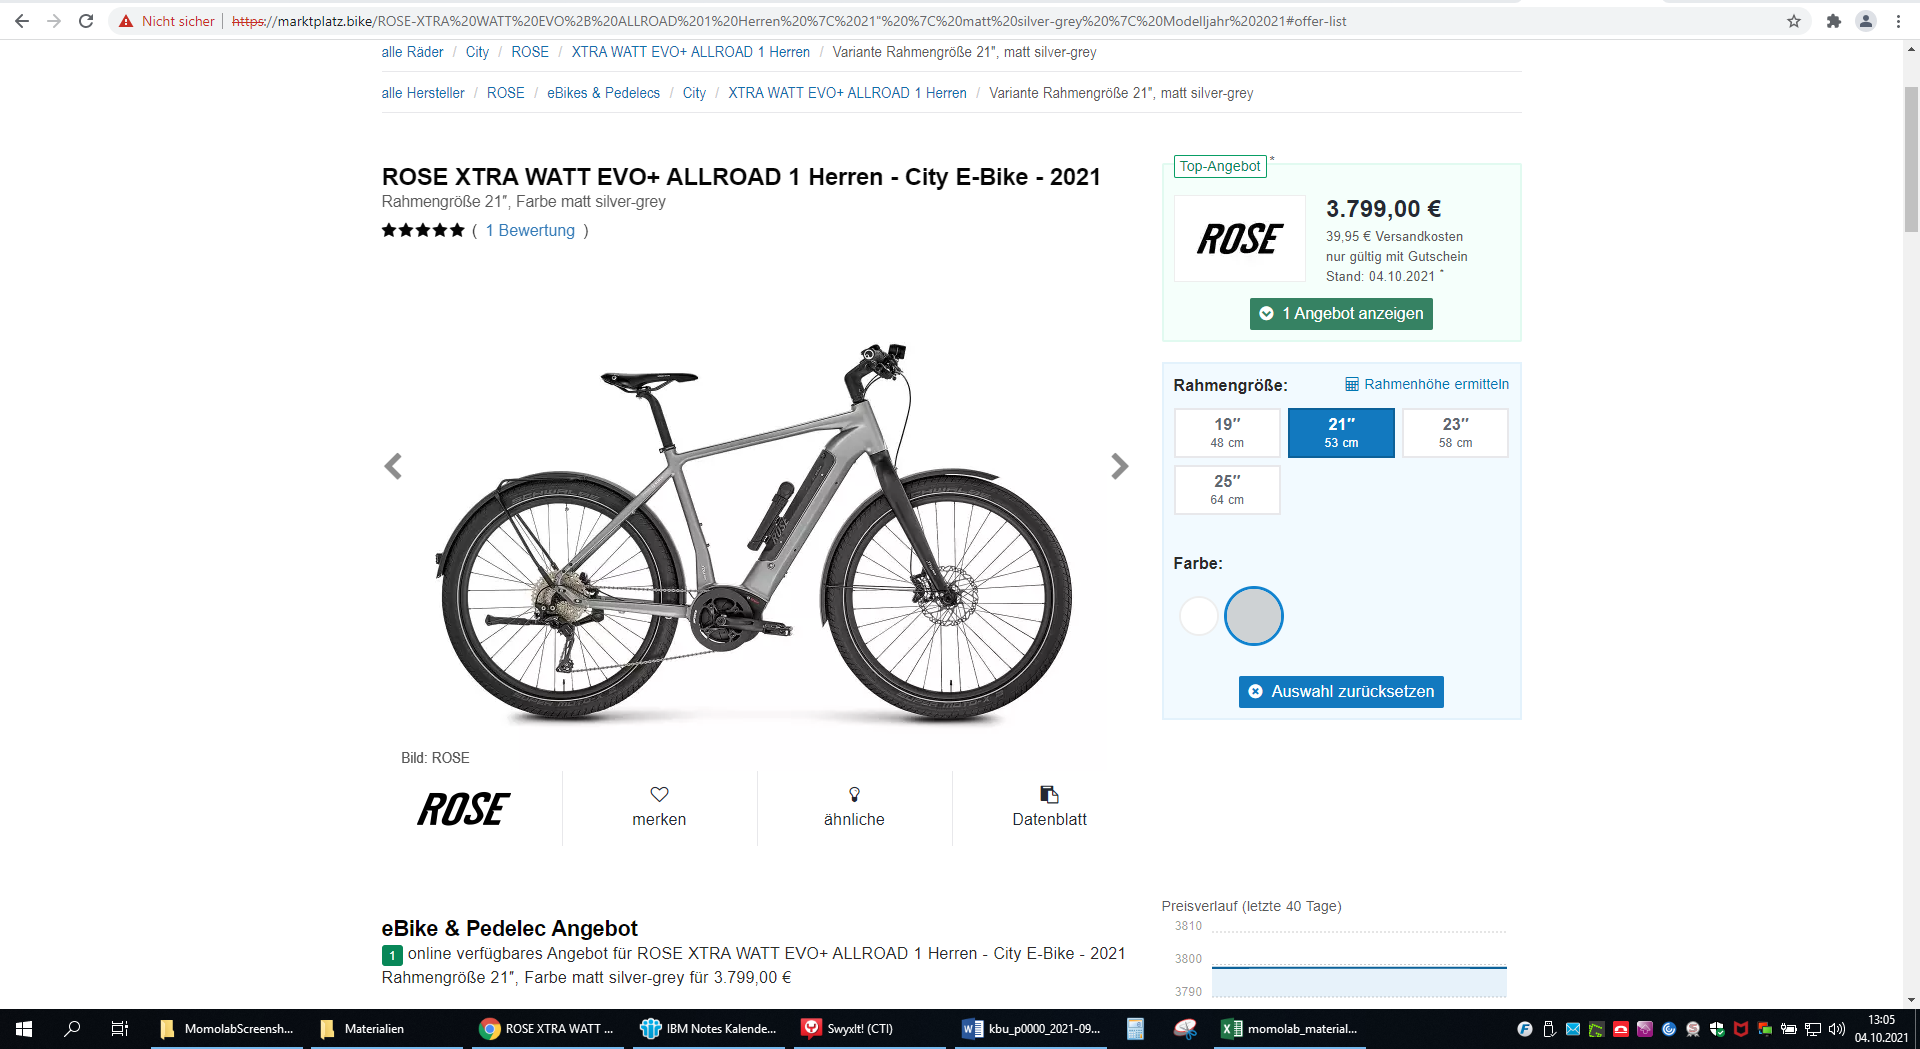 Nicht sicher
https://marktplatz.bike/ROSE-XTRA%20WATT%20EVO%2B%20ALLROAD%201%20Herren%20%7C%2021"%20%7C%20matt%20silver-grey%20%7C%20Modelljahr%202021#offer-list
alle Räder / City / ROSE / XTRA WATT EVO+ ALLROAD 1 Herren / Variante Rahmengröße 21″, matt silver-grey
alle Hersteller / ROSE / eBikes & Pedelecs / City / XTRA WATT EVO+ ALLROAD 1 Herren / Variante Rahmengröße 21″, matt silver-grey
ROSE XTRA WATT EVO+ ALLROAD 1 Herren - City E-Bike - 2021
Rahmengröße 21″, Farbe matt silver-grey
( 1 Bewertung )
Top-Angebot *
ROSE
3.799,00 €
39,95 € Versandkosten
nur gültig mit Gutschein
Stand: 04.10.2021 *
1 Angebot anzeigen
Rahmengröße:
Rahmenhöhe ermitteln
19″
48 cm
21″
53 cm
23″
58 cm
25″
64 cm
Farbe:
Auswahl zurücksetzen
ROSE
Bild: ROSE
ROSE
merken
ähnliche
Datenblatt
eBike & Pedelec Angebot
1 online verfügbares Angebot für ROSE XTRA WATT EVO+ ALLROAD 1 Herren - City E-Bike - 2021
Rahmengröße 21″, Farbe matt silver-grey für 3.799,00 €
Preisverlauf (letzte 40 Tage)
3810
3800
3790
MomolabScreensh...
Materialien
ROSE XTRA WATT ...
IBM Notes Kalende...
SwyxIt! (CTI)
kbu_p0000_2021-09...
momolab_material...
13:05
04.10.2021